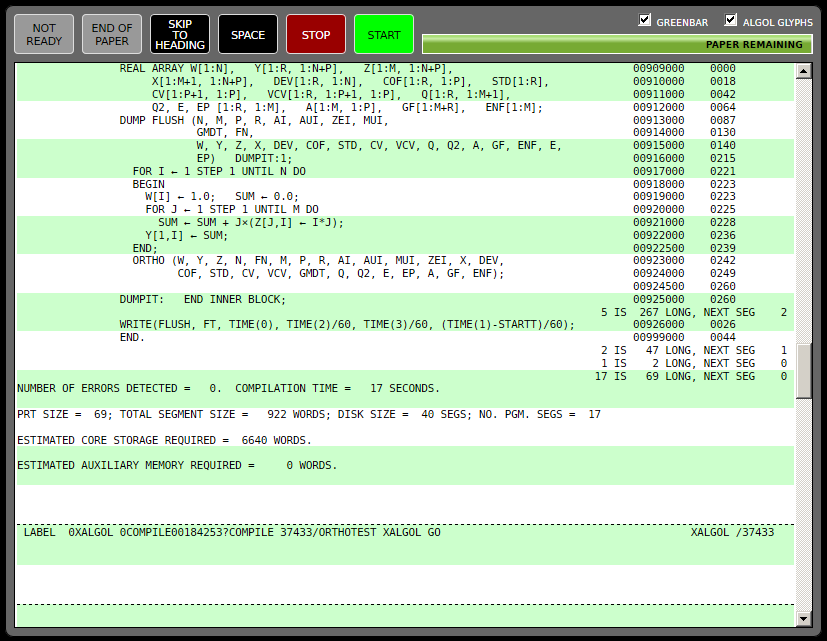 NOT READY
END OF PAPER
SKIP TO HEADING
SPACE
STOP
START
GREENBAR
ALGOL GLYPHS
PAPER REMAINING
REAL ARRAY W[1:N],   Y[1:R, 1:N+P],   Z[1:M, 1:N+P],   00909000   0000
X[1:M+1, 1:N+P],   DEV[1:R, 1:N],   COF[1:R, 1:P],   STD[1:R],   00910000   0018
CV[1:P+1, 1:P],   VCV[1:R, 1:P+1, 1:P],   Q[1:R, 1:M+1],   00911000   0042
Q2, E, EP [1:R, 1:M],   A[1:M, 1:P],   GF[1:M+R],   ENF[1:M];   00912000   0064
DUMP FLUSH (N, M, P, R, AI, AUI, ZEI, MUI,   00913000   0087
GMDT, FN,   00914000   0130
W, Y, Z, X, DEV, COF, STD, CV, VCV, Q, Q2, A, GF, ENF, E,   00915000   0140
EP)   DUMPIT:1;   00916000   0215
FOR I ← 1 STEP 1 UNTIL N DO   00917000   0221
BEGIN   00918000   0223
W[I] ← 1.0;   SUM ← 0.0;   00919000   0223
FOR J ← 1 STEP 1 UNTIL M DO   00920000   0225
SUM ← SUM + J×(Z[J,I] ← I*J);   00921000   0228
Y[1,I] ← SUM;   00922000   0236
END;   00922500   0239
ORTHO (W, Y, Z, N, FN, M, P, R, AI, AUI, MUI, ZEI, X, DEV,   00923000   0242
COF, STD, CV, VCV, GMDT, Q, Q2, E, EP, A, GF, ENF);   00924000   0249
00924500   0260
DUMPIT:   END INNER BLOCK;   00925000   0260
5 IS   267 LONG, NEXT SEG    2
WRITE(FLUSH, FT, TIME(0), TIME(2)/60, TIME(3)/60, (TIME(1)-STARTT)/60);   00926000   0026
END.   00999000   0044
2 IS    47 LONG, NEXT SEG    1
1 IS     2 LONG, NEXT SEG    0
17 IS    69 LONG, NEXT SEG    0
NUMBER OF ERRORS DETECTED =   0.  COMPILATION TIME =   17 SECONDS.
PRT SIZE =  69; TOTAL SEGMENT SIZE =   922 WORDS; DISK SIZE =  40 SEGS; NO. PGM. SEGS =  17
ESTIMATED CORE STORAGE REQUIRED =  6640 WORDS.
ESTIMATED AUXILIARY MEMORY REQUIRED =     0 WORDS.
LABEL  0XALGOL 0COMPILE00184253?COMPILE 37433/ORTHOTEST XALGOL GO   XALGOL /37433